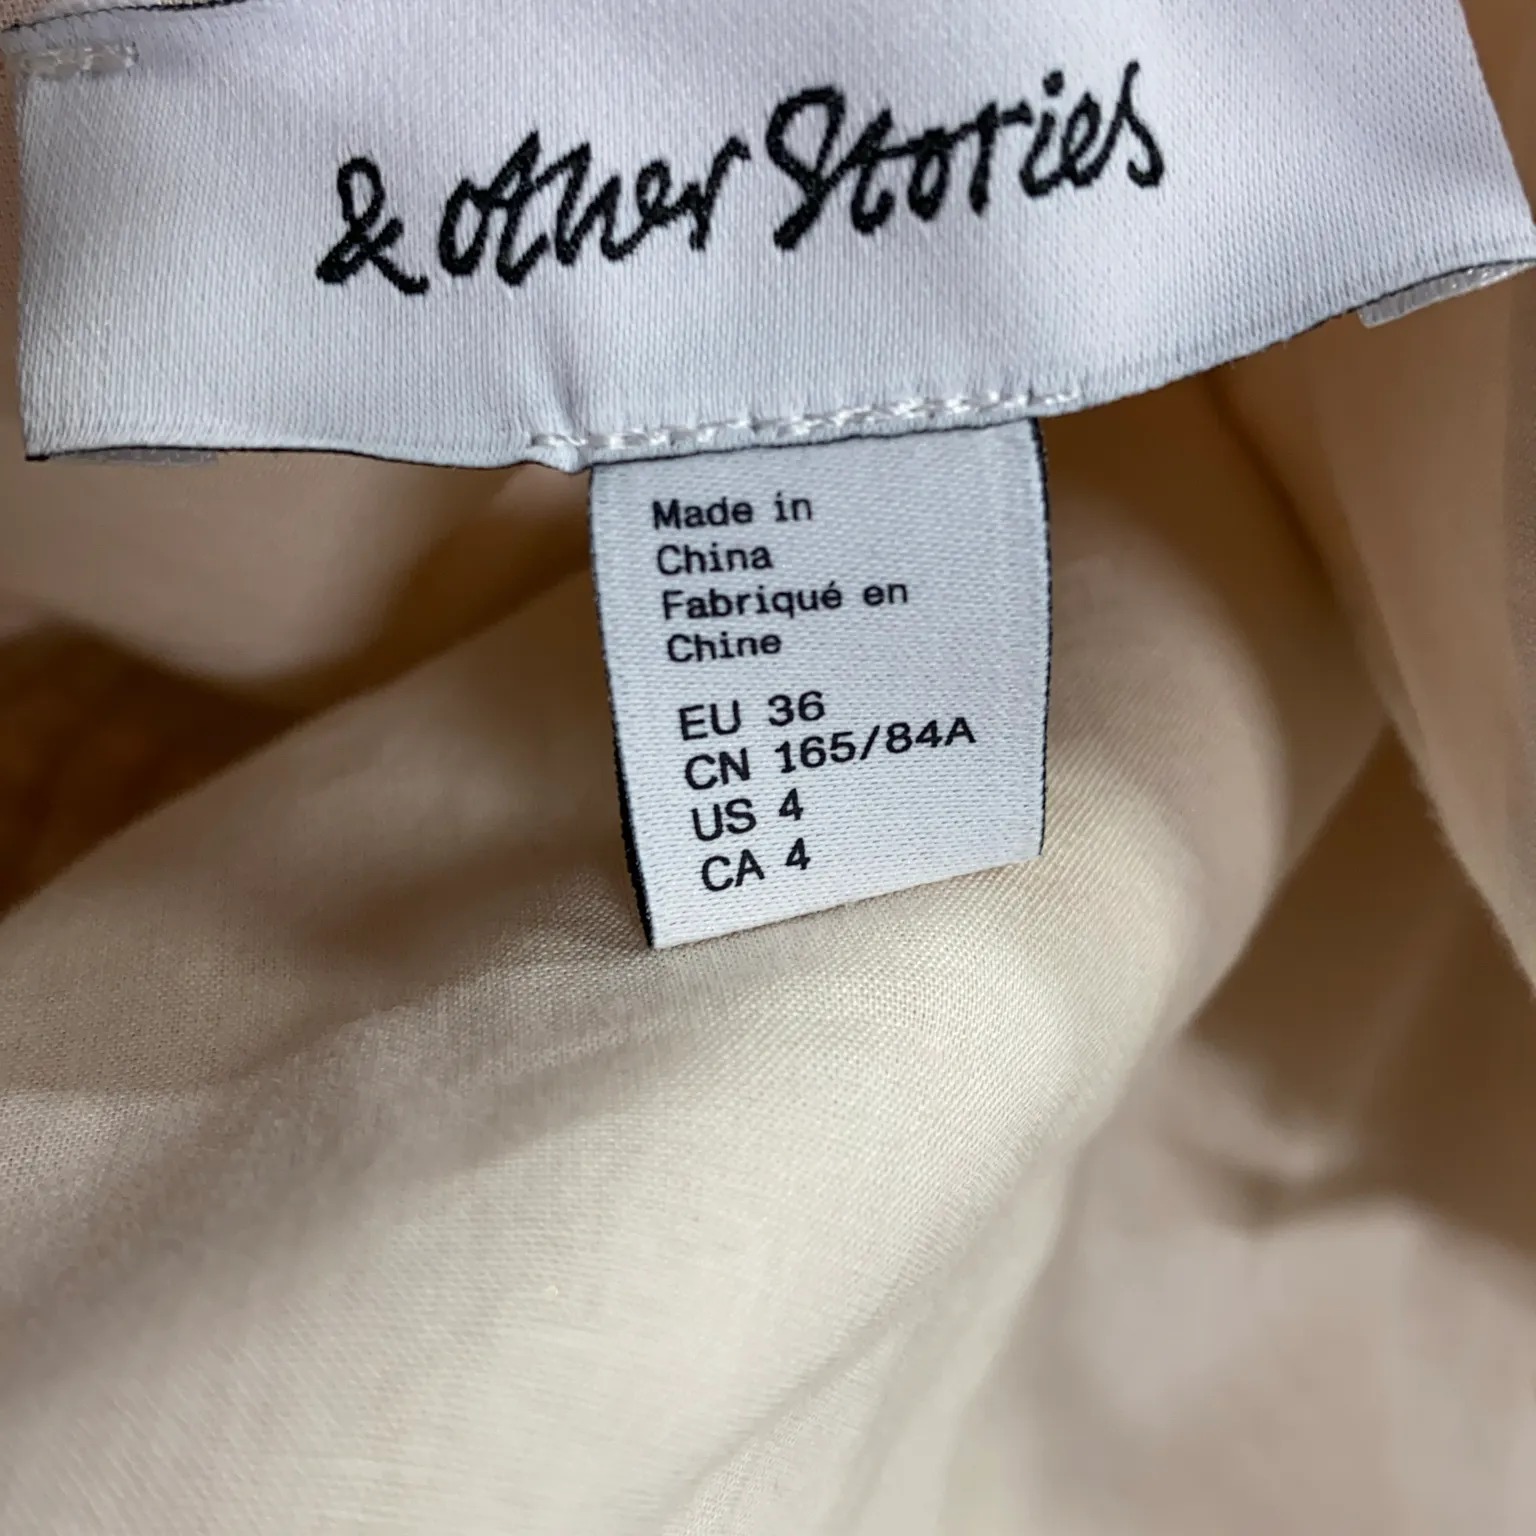 & other Stories
Made in
China
Fabriqué en
Chine
EU 36
CN 165/84A
US 4
CA 4